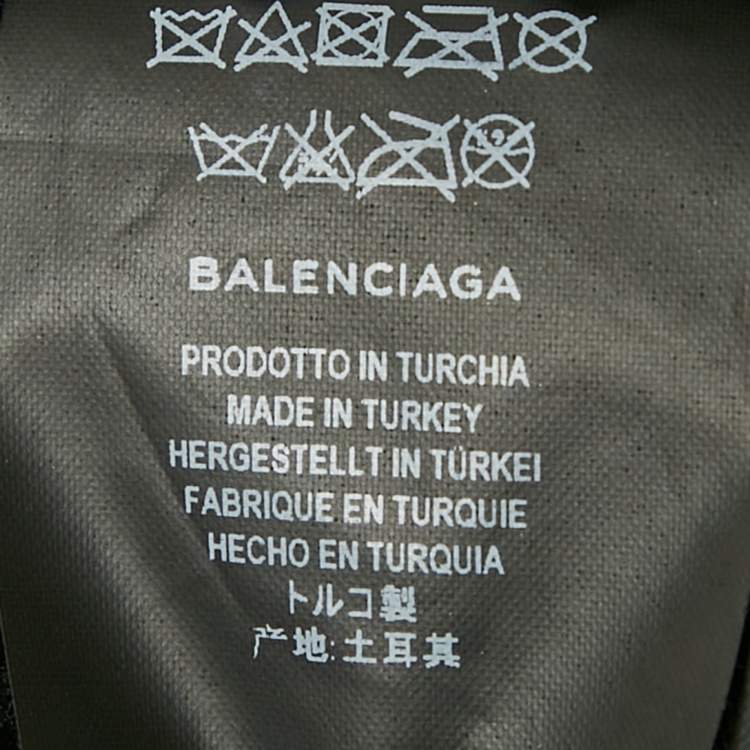 BALENCIAGA
PRODOTTO IN TURCHIA
MADE IN TURKEY
HERGESTELLT IN TÜRKEI
FABRIQUE EN TURQUIE
HECHO EN TURQUIA
トルコ製
产地:土耳其